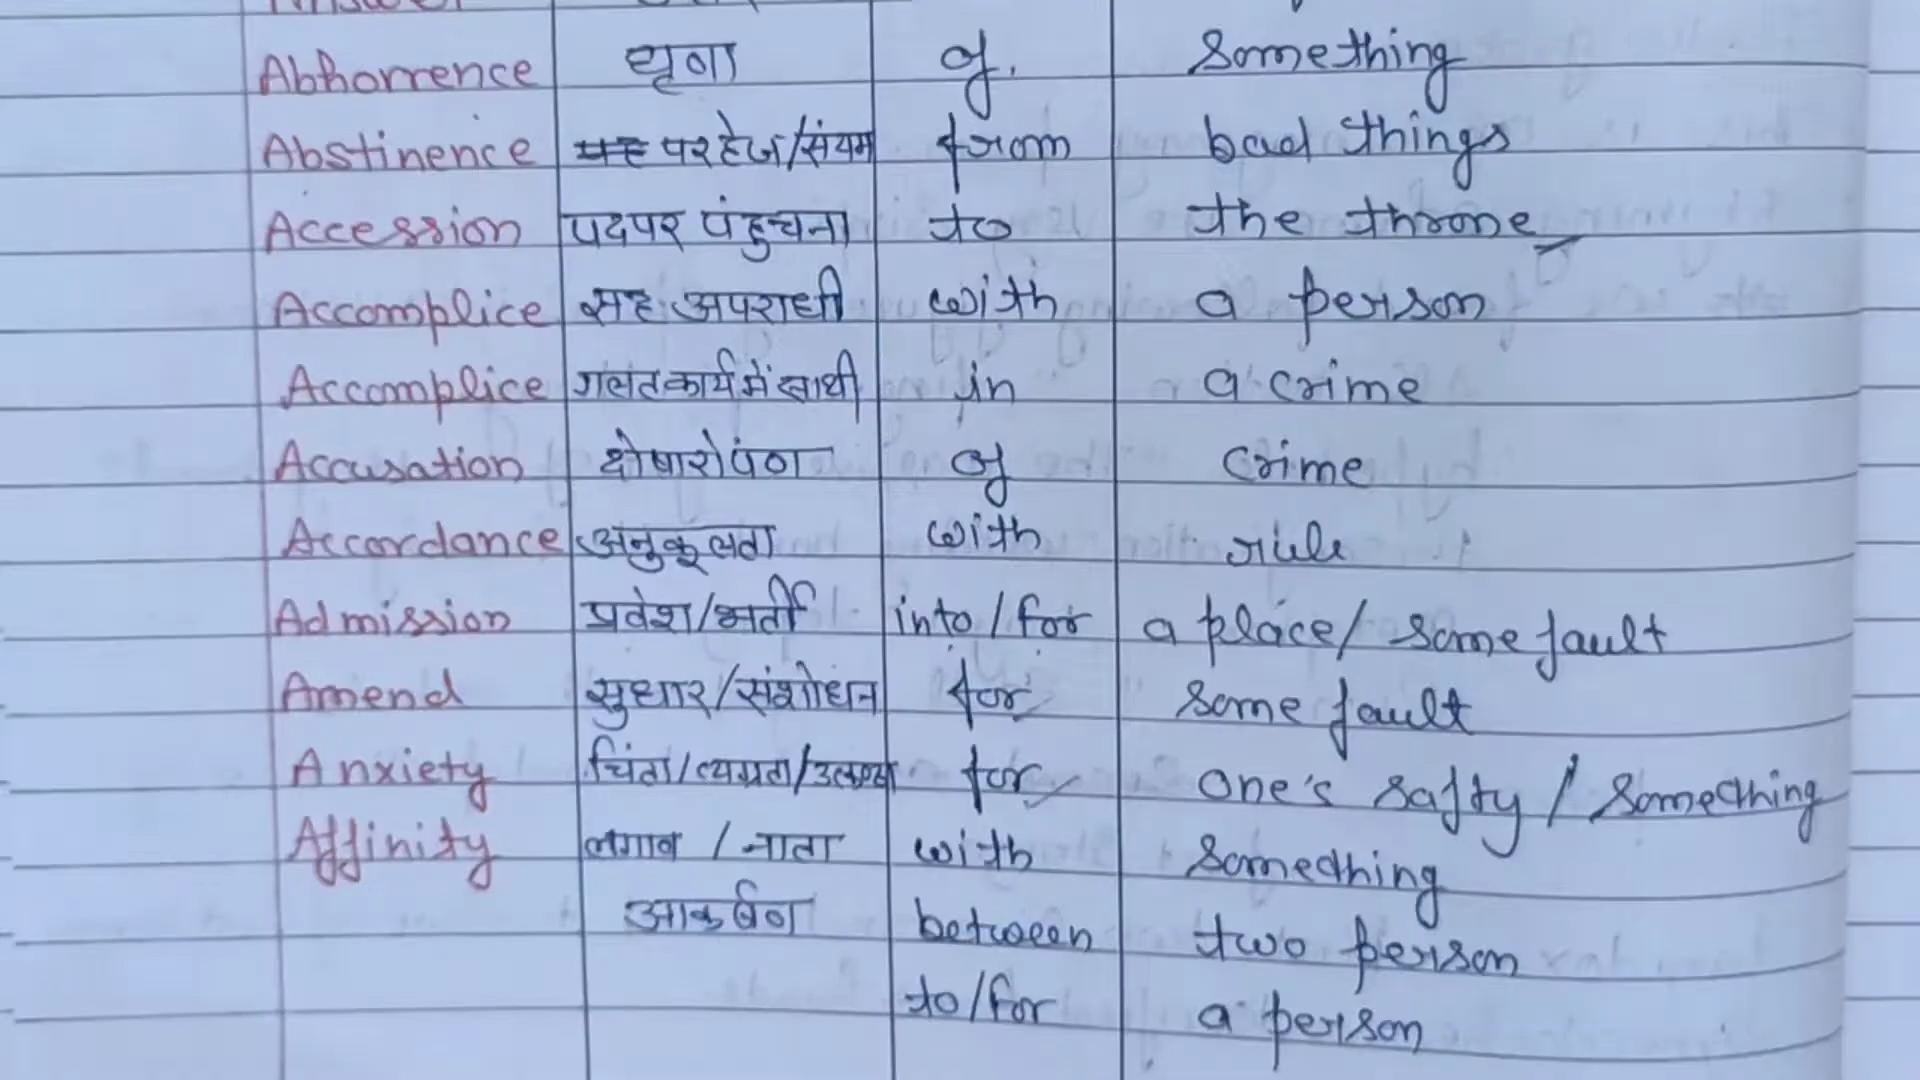 Abhorrence घृणा of. Something
Abstinence परहेज/संयम from bad things
Accession पदपर पंहुचना to the throne
Accomplice सह: अपराधी with a person
Accomplice गलत कार्य में साथी in a crime
Accusation दोषारोपंण of crime
Accordance अनुकूलता with rule
Admission प्रवेश/भर्ती into/for a place/ some fault
Amend सुधार/संशोधन for some fault
Anxiety चिंता/व्यग्रता/ for one's safty / something
Affinity लगाव / नाता with something
आकर्षण between two person
to/for a person